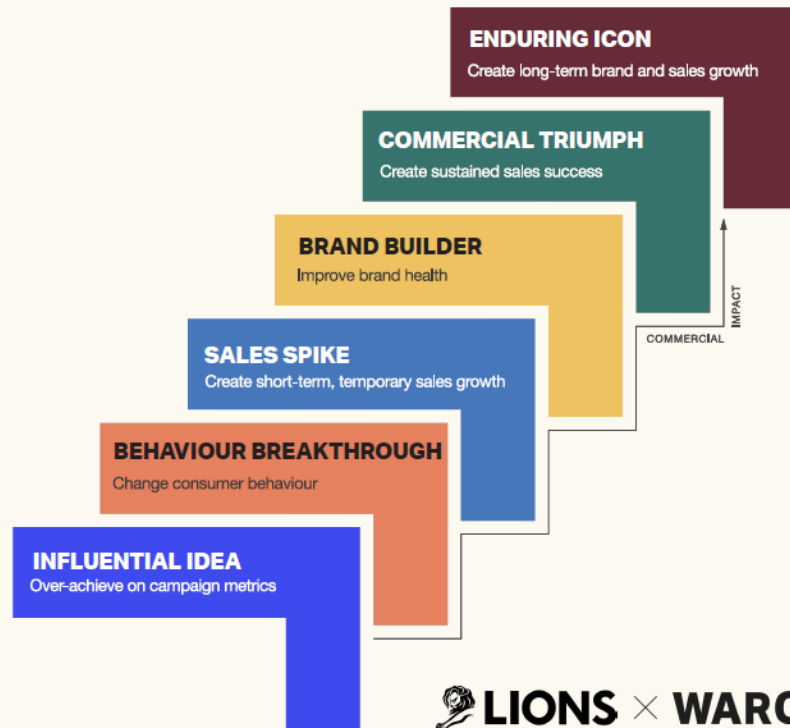 ENDURING ICON
Create long-term brand and sales growth
COMMERCIAL TRIUMPH
Create sustained sales success
BRAND BUILDER
Improve brand health
IMPACT
COMMERCIAL
SALES SPIKE
Create short-term, temporary sales growth
BEHAVIOUR BREAKTHROUGH
Change consumer behaviour
INFLUENTIAL IDEA
Over-achieve on campaign metrics
LIONS × WARC